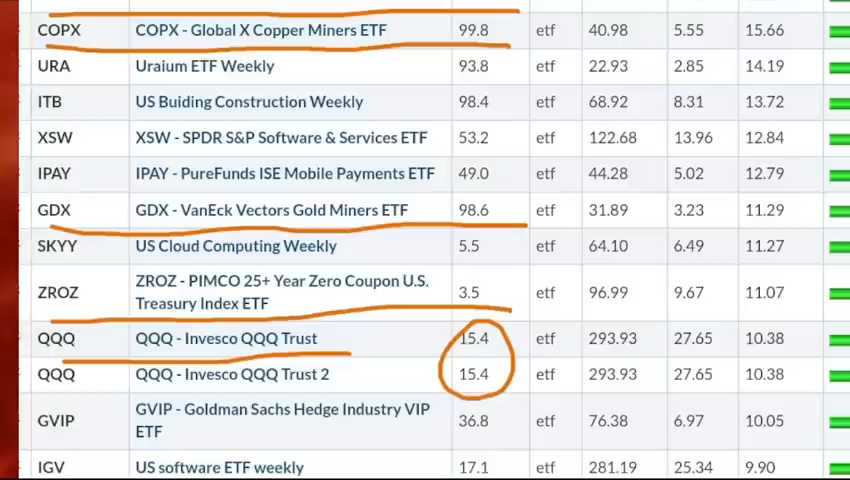 COPX COPX - Global X Copper Miners ETF 99.8 etf 40.98 5.55 15.66
URA Uraium ETF Weekly 93.8 etf 22.93 2.85 14.19
ITB US Buiding Construction Weekly 98.4 etf 68.92 8.31 13.72
XSW XSW - SPDR S&P Software & Services ETF 53.2 etf 122.68 13.96 12.84
IPAY IPAY - PureFunds ISE Mobile Payments ETF 49.0 etf 44.28 5.02 12.79
GDX GDX - VanEck Vectors Gold Miners ETF 98.6 etf 31.89 3.23 11.29
SKYY US Cloud Computing Weekly 5.5 etf 64.10 6.49 11.27
ZROZ ZROZ - PIMCO 25+ Year Zero Coupon U.S. 3.5 etf 96.99 9.67 11.07
Treasury Index ETF
QQQ QQQ - Invesco QQQ Trust 15.4 etf 293.93 27.65 10.38
QQQ QQQ - Invesco QQQ Trust 2 15.4 etf 293.93 27.65 10.38
GVIP GVIP - Goldman Sachs Hedge Industry VIP 36.8 etf 76.38 6.97 10.05
ETF
IGV US software ETF weekly 17.1 etf 281.19 25.34 9.90